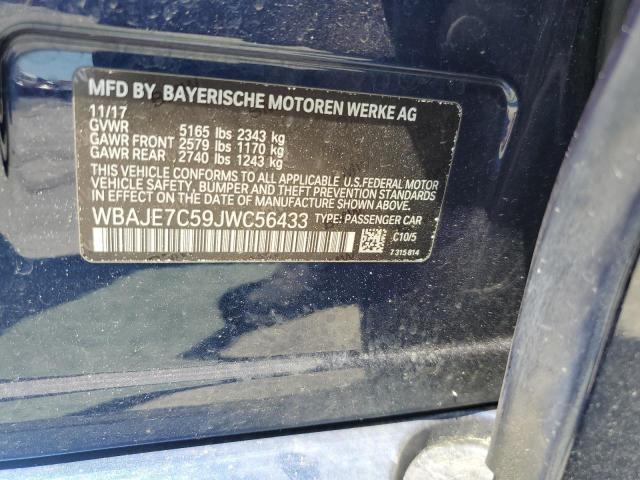 MFD BY BAYERISCHE MOTOREN WERKE AG
11/17
GVWR 5165 lbs 2343 kg
GAWR FRONT 2579 lbs 1170 kg
GAWR REAR 2740 lbs 1243 kg
THIS VEHICLE CONFORMS TO ALL APPLICABLE U.S.FEDERAL MOTOR
VEHICLE SAFETY, BUMPER, AND THEFT PREVENTION STANDARDS
IN EFFECT ON THE DATE OF MANUFACTURE SHOWN ABOVE.
WBAJE7C59JWC56433 TYPE: PASSENGER CAR
C10/5
7 315 814